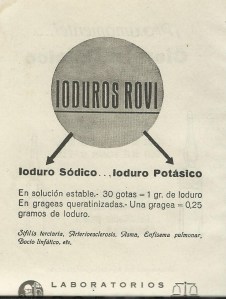 IODUROS ROVI
Ioduro Sódico...Ioduro Potásico
En solución estable.- 30 gotas = 1 gr. de Ioduro
En grageas queratinizadas.- Una gragea = 0,25
gramos de Ioduro.
Sífilis terciaria, Arteriosclerosis, Asma, Enfisema pulmonar,
Bocio linfático, etc.
LABORATORIOS